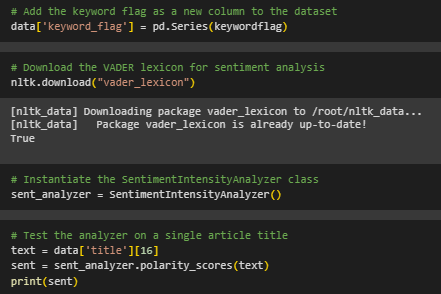 # Add the keyword flag as a new column to the dataset
data['keyword_flag'] = pd.Series(keywordflag)
# Download the VADER lexicon for sentiment analysis
nltk.download("vader_lexicon")
[nltk_data] Downloading package vader_lexicon to /root/nltk_data...
[nltk_data]   Package vader_lexicon is already up-to-date!
True
# Instantiate the SentimentIntensityAnalyzer class
sent_analyzer = SentimentIntensityAnalyzer()
# Test the analyzer on a single article title
text = data['title'][16]
sent = sent_analyzer.polarity_scores(text)
print(sent)